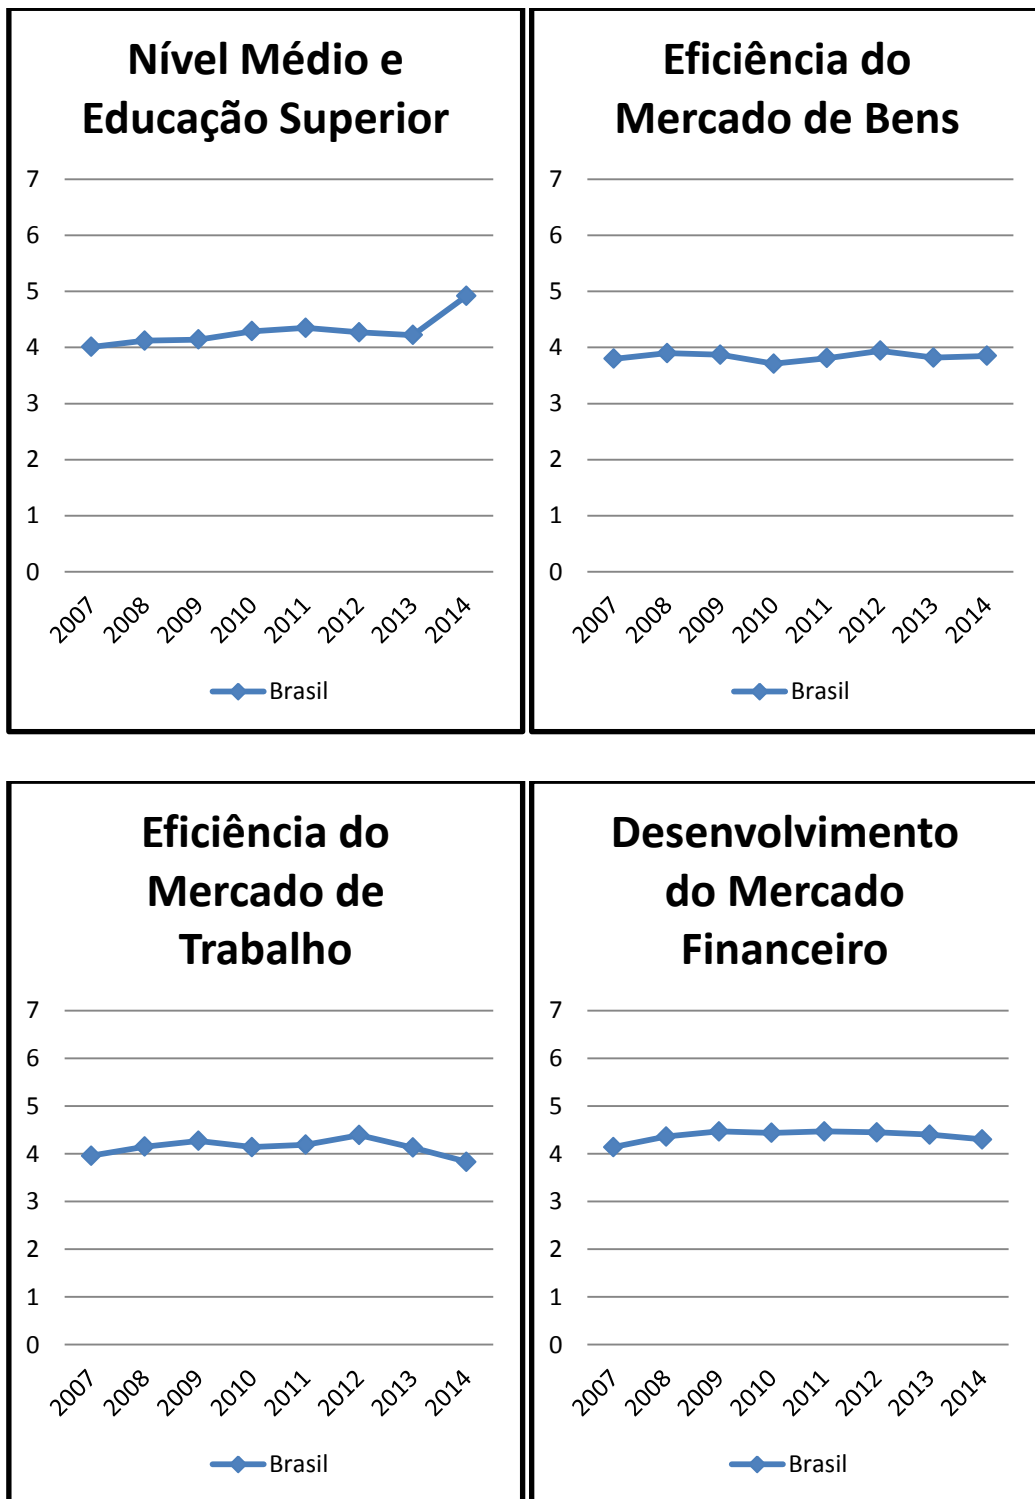 Nível Médio e
Educação Superior
7
6
5
4
3
2
1
0
2007 2008 2009 2010 2011 2012 2013 2014
Brasil
Eficiência do
Mercado de Bens
7
6
5
4
3
2
1
0
2007 2008 2009 2010 2011 2012 2013 2014
Brasil
Eficiência do
Mercado de
Trabalho
7
6
5
4
3
2
1
0
2007 2008 2009 2010 2011 2012 2013 2014
Brasil
Desenvolvimento
do Mercado
Financeiro
7
6
5
4
3
2
1
0
2007 2008 2009 2010 2011 2012 2013 2014
Brasil